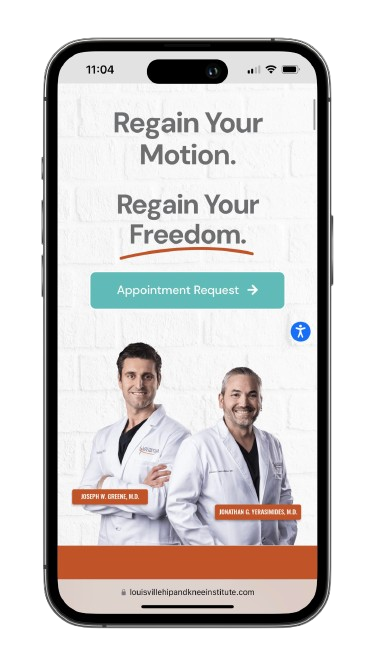 11:04
Regain Your
Motion.
Regain Your
Freedom.
Appointment Request →
JOSEPH W. GREENE, M.D.
JONATHAN G. YERASIMIDES, M.D.
louisvillehipandkneeinstitute.com